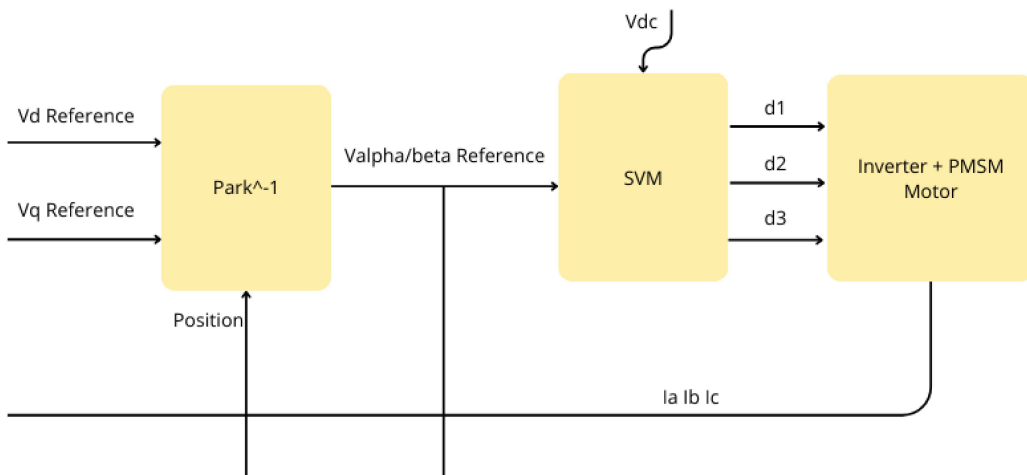 Vdc
Vd Reference
d1
Valpha/beta Reference
Inverter + PMSM
Motor
d2
SVM
Park^-1
Vq Reference
d3
Position
Ia Ib Ic